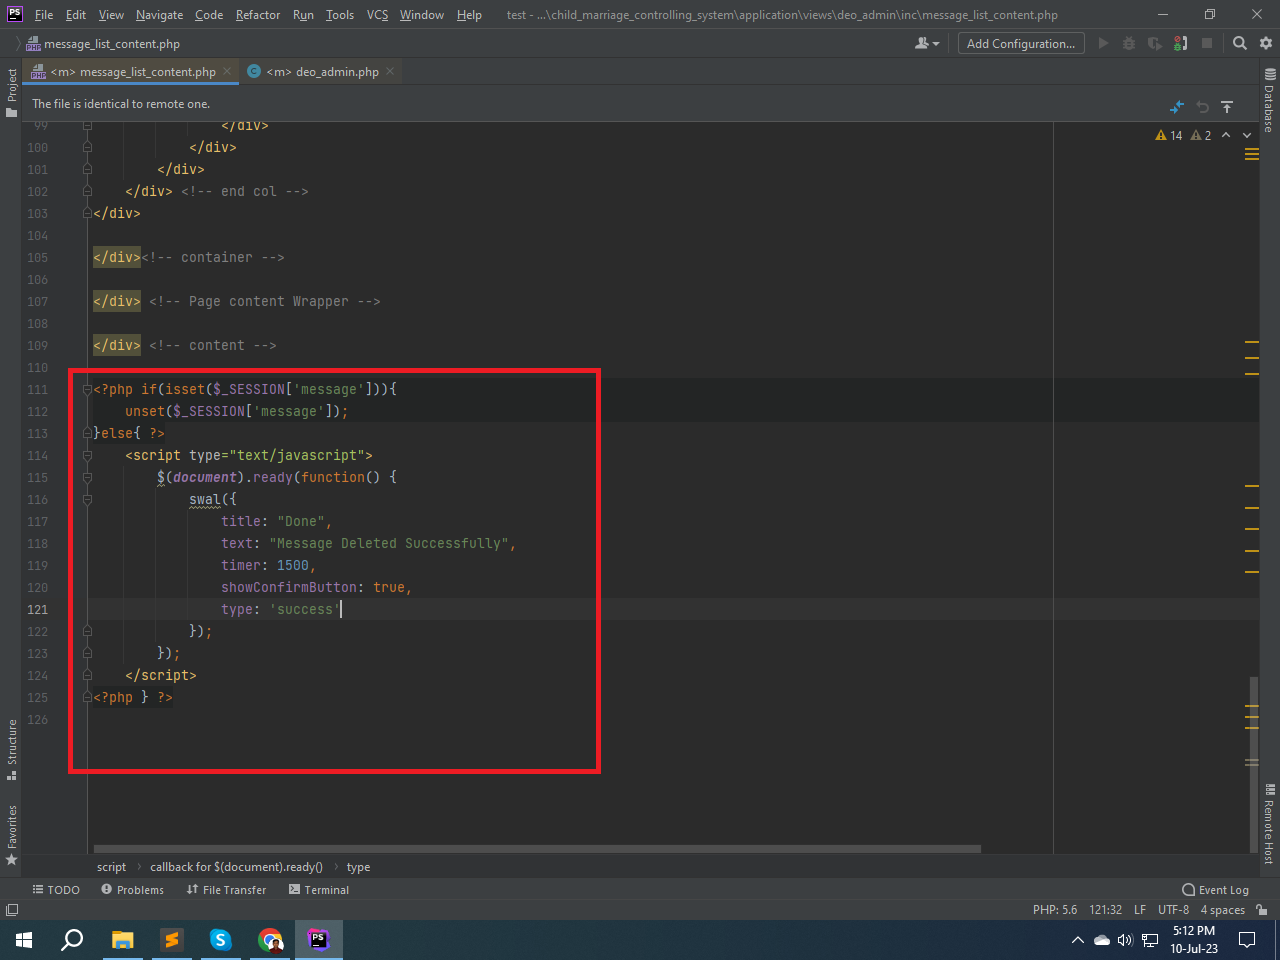 PS File Edit View Navigate Code Refactor Run Tools VCS Window Help test - ...\child_marriage_controlling_system\application\views\deo_admin\inc\message_list_content.php
message_list_content.php Add Configuration...
<m> message_list_content.php <m> deo_admin.php
The file is identical to remote one.
14 2
Project
Database
Structure
Favorites
Remote Host
99 </div>
100 </div>
101 </div>
102 </div> <!-- end col -->
103 </div>
104
105 </div><!-- container -->
106
107 </div> <!-- Page content Wrapper -->
108
109 </div> <!-- content -->
110
111 <?php if(isset($_SESSION['message'])){
112 unset($_SESSION['message']);
113 }else{ ?>
114 <script type="text/javascript">
115 $(document).ready(function() {
116 swal({
117 title: "Done",
118 text: "Message Deleted Successfully",
119 timer: 1500,
120 showConfirmButton: true,
121 type: 'success'
122 });
123 });
124 </script>
125 <?php } ?>
126
script callback for $(document).ready() type
TODO Problems File Transfer Terminal Event Log
PHP: 5.6 121:32 LF UTF-8 4 spaces
5:12 PM
10-Jul-23